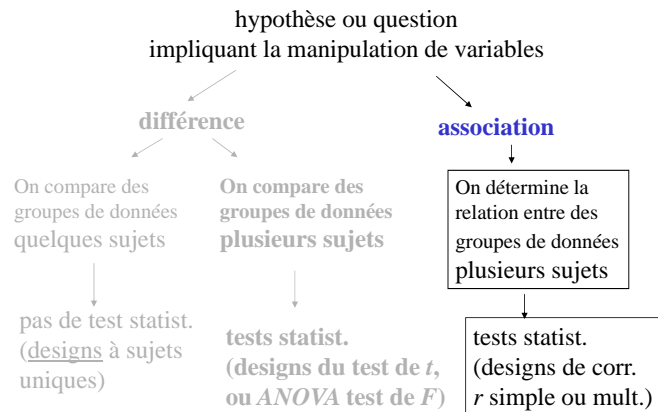 hypothèse ou question
impliquant la manipulation de variables
différence
association
On compare des
groupes de données
quelques sujets
On compare des
groupes de données
plusieurs sujets
On détermine la
relation entre des
groupes de données
plusieurs sujets
pas de test statist.
(designs à sujets
uniques)
tests statist.
(designs du test de t,
ou ANOVA test de F)
tests statist.
(designs de corr.
r simple ou mult.)